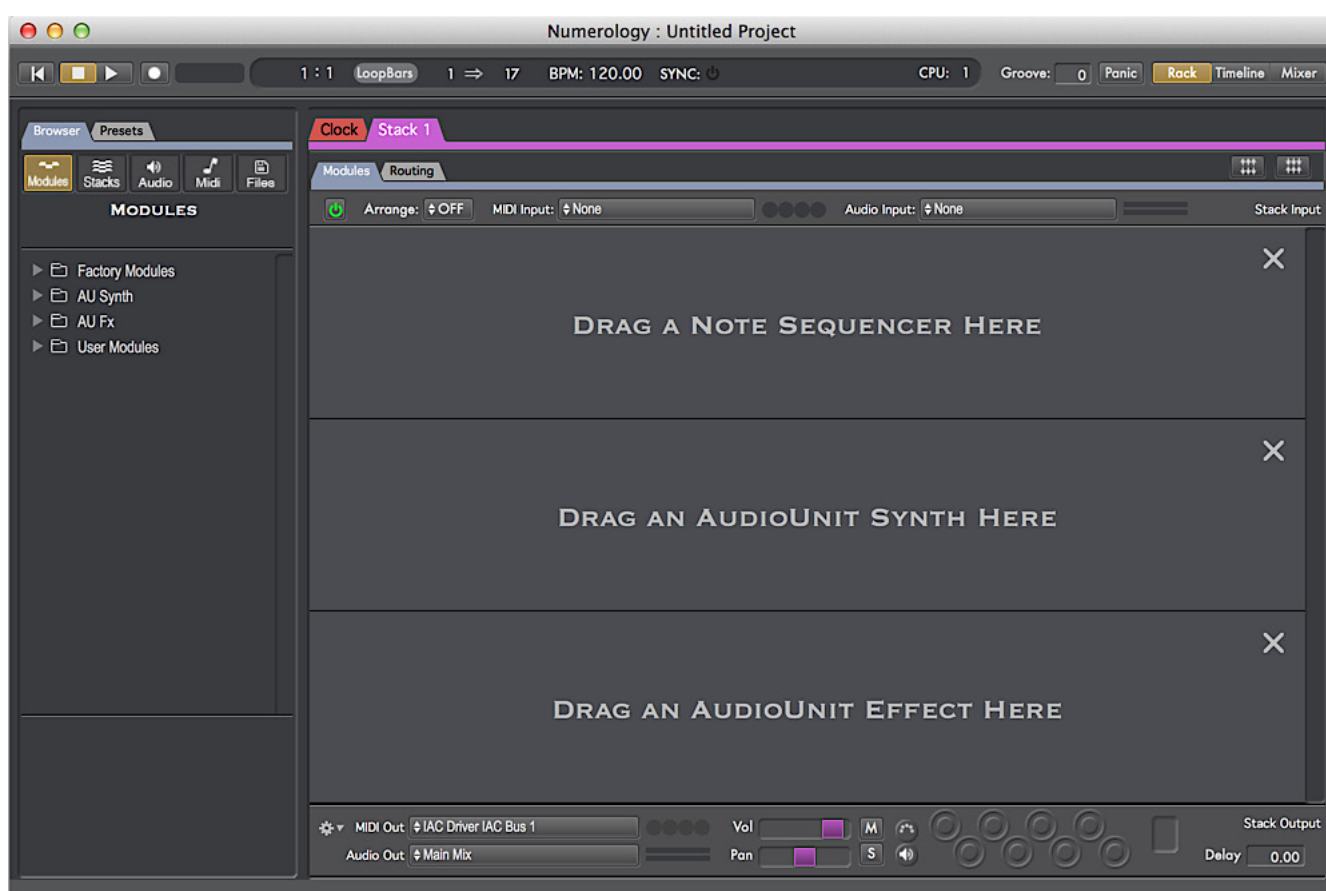 Numerology : Untitled Project
1 : 1 LoopBars 1 ⇒ 17 BPM: 120.00 SYNC: CPU: 1 Groove: 0 Panic Rack Timeline Mixer
Browser Presets
Modules Stacks Audio Midi Files
MODULES
Factory Modules
AU Synth
AU Fx
User Modules
Clock Stack 1
Modules Routing
Arrange: OFF MIDI Input: None Audio Input: None Stack Input
DRAG A NOTE SEQUENCER HERE
DRAG AN AUDIOUNIT SYNTH HERE
DRAG AN AUDIOUNIT EFFECT HERE
MIDI Out IAC Driver IAC Bus 1 Vol M Stack Output
Audio Out Main Mix Pan S Delay 0.00